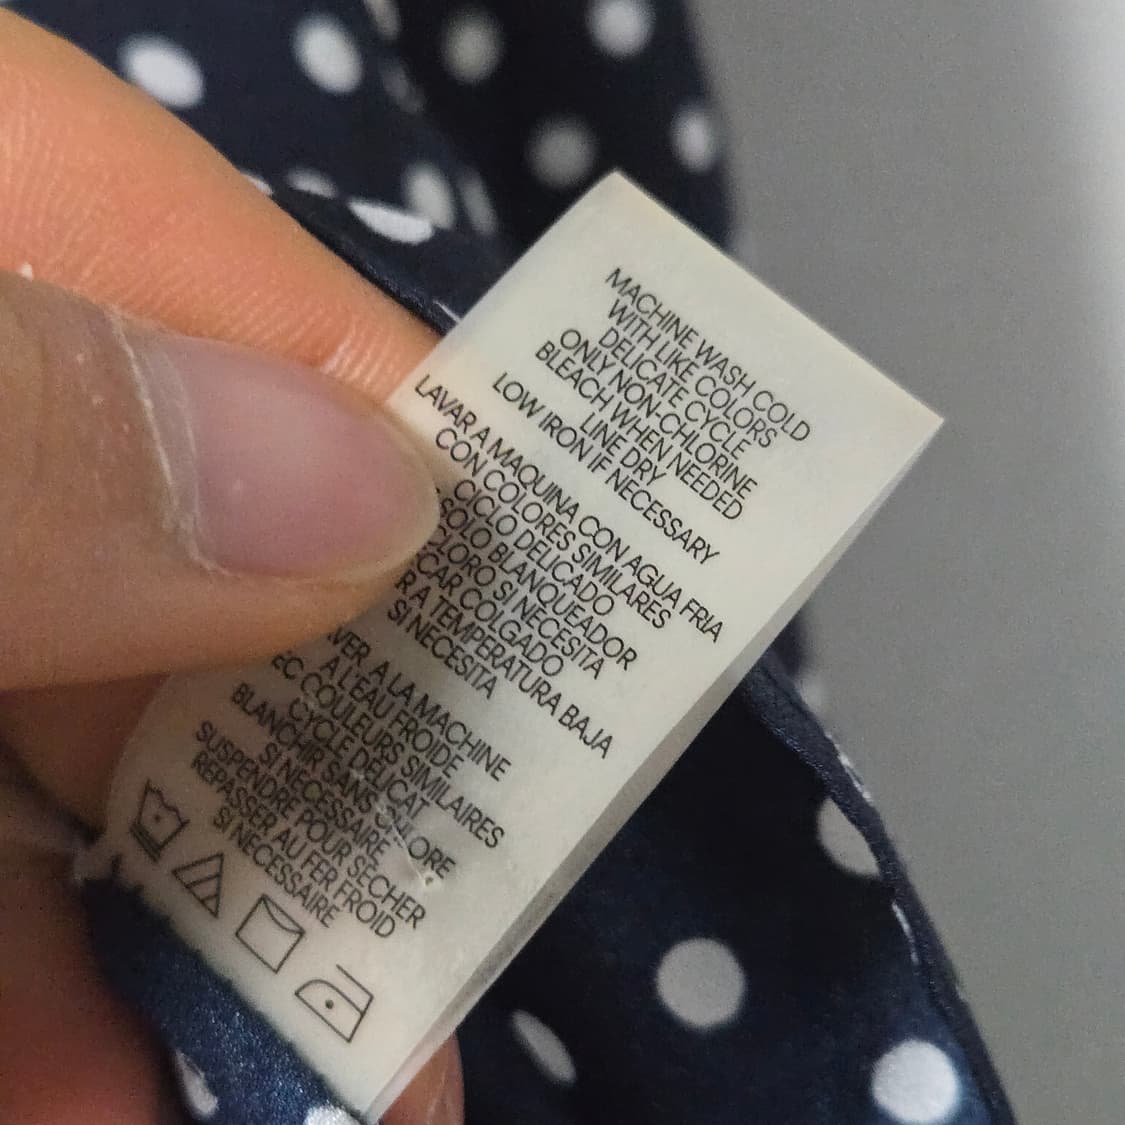 MACHINE WASH COLD
WITH LIKE COLORS
DELICATE CYCLE
ONLY NON-CHLORINE
BLEACH WHEN NEEDED
LINE DRY
LOW IRON IF NECESSARY
LAVAR A MAQUINA CON AGUA FRIA
CON COLORES SIMILARES
CICLO DELICADO
SOLO BLANQUEADOR
CLORO SI NECESITA
COLGADO
A TEMPERATURA BAJA
SI NECESITA
A LA MACHINE
A L'EAU FROIDE
COULEURS SIMILAIRES
CYCLE DELICAT
BLANCHIR SANS CHLORE
SI NECESSAIRE
SUSPENDRE POUR SECHER
REPASSER AU FER FROID
SI NECESSAIRE